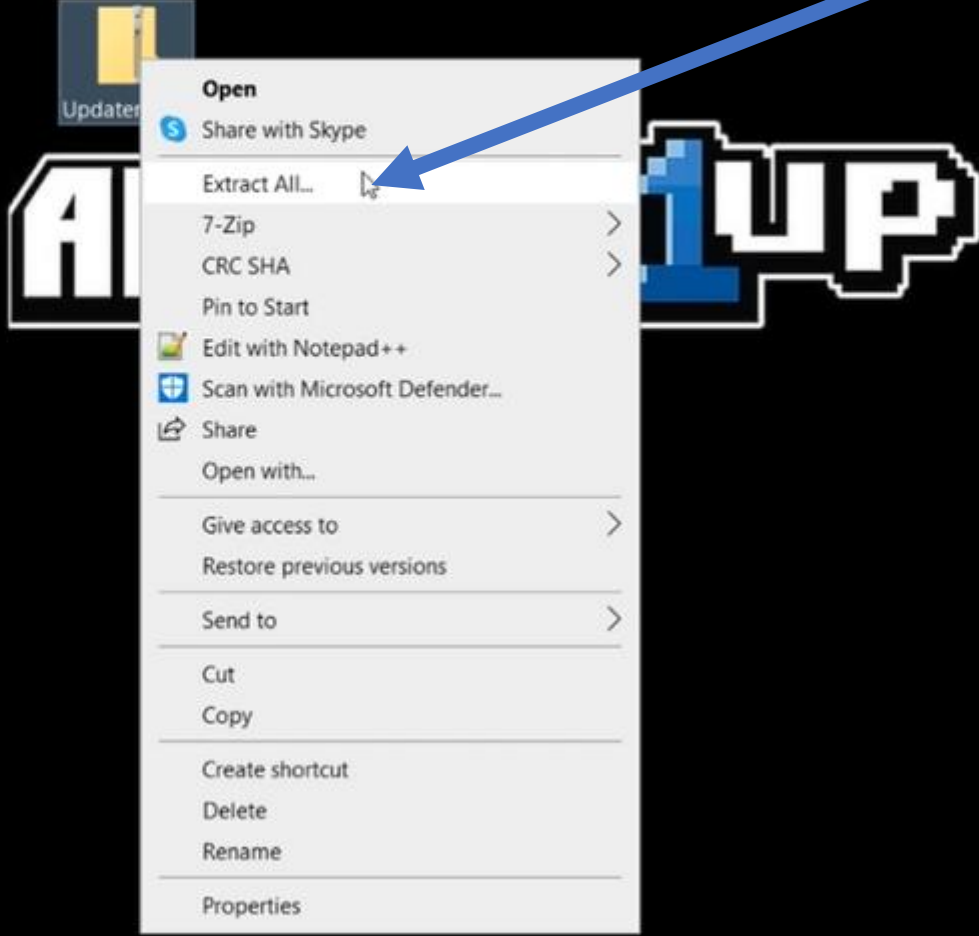 Updater
Open
Share with Skype
Extract All...
7-Zip
CRC SHA
Pin to Start
Edit with Notepad++
Scan with Microsoft Defender...
Share
Open with...
Give access to
Restore previous versions
Send to
Cut
Copy
Create shortcut
Delete
Rename
Properties
A
1UP